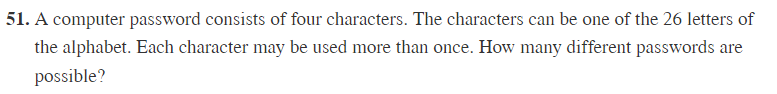 51. A computer password consists of four characters. The characters can be one of the 26 letters of
the alphabet. Each character may be used more than once. How many different passwords are
possible?